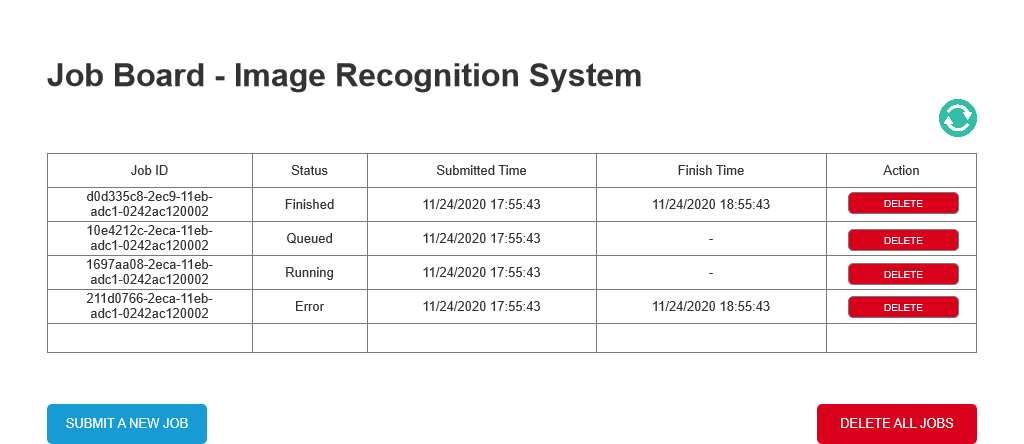 Job Board - Image Recognition System
Job ID Status Submitted Time Finish Time Action
d0d335c8-2ec9-11eb-
adc1-0242ac120002 Finished 11/24/2020 17:55:43 11/24/2020 18:55:43 DELETE
10e4212c-2eca-11eb-
adc1-0242ac120002 Queued 11/24/2020 17:55:43 - DELETE
1697aa08-2eca-11eb-
adc1-0242ac120002 Running 11/24/2020 17:55:43 - DELETE
211d0766-2eca-11eb-
adc1-0242ac120002 Error 11/24/2020 17:55:43 11/24/2020 18:55:43 DELETE
SUBMIT A NEW JOB DELETE ALL JOBS